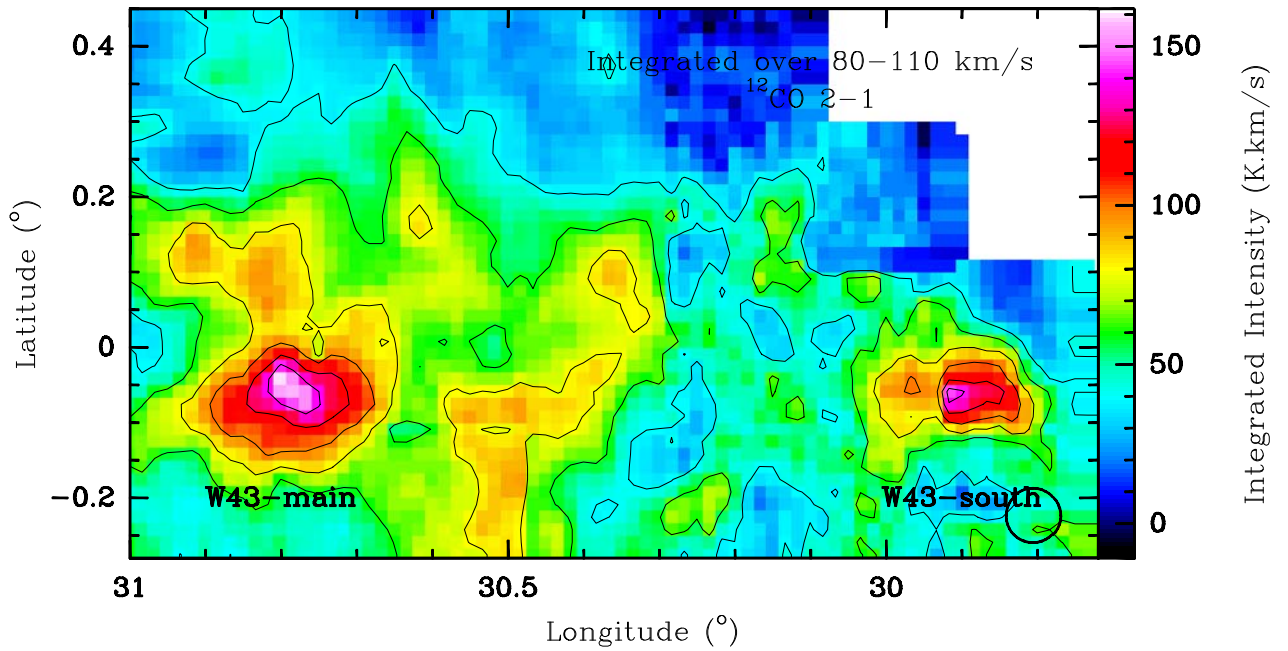 Integrated over 80−110 km/s
12CO 2−1
0.4
0.2
0
−0.2
Latitude (o)
W43−main
W43−south
31
30.5
30
Longitude (o)
150
100
50
0
Integrated Intensity (K.km/s)